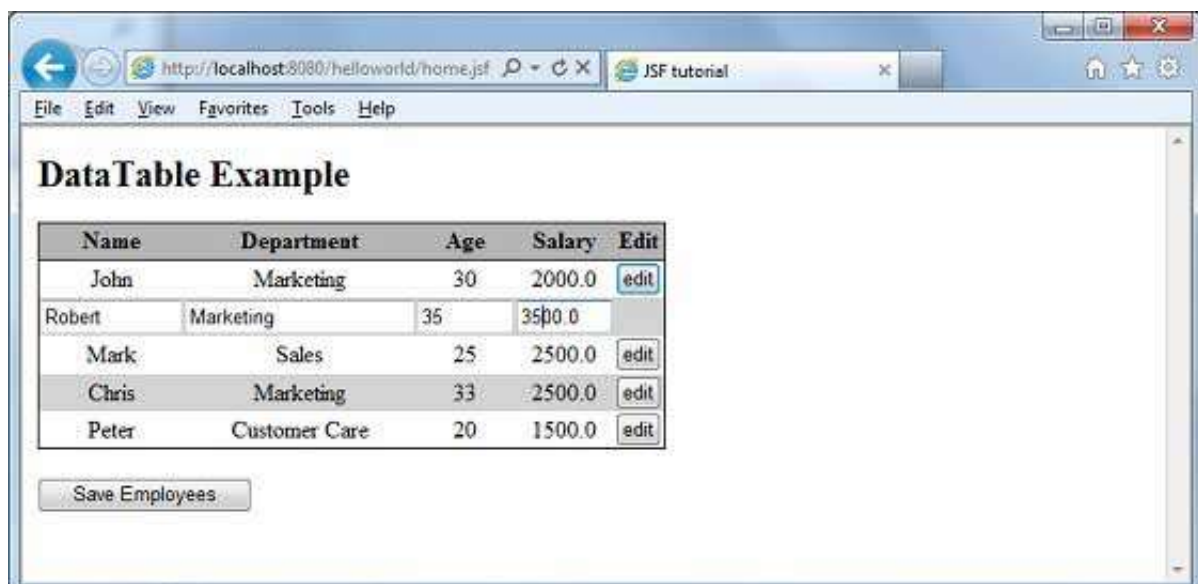 http://localhost:8080/helloworld/home.jsf
JSF tutorial
File Edit View Favorites Tools Help
DataTable Example
Name Department Age Salary Edit
John Marketing 30 2000.0 edit
Robert Marketing 35 3500.0
Mark Sales 25 2500.0 edit
Chris Marketing 33 2500.0 edit
Peter Customer Care 20 1500.0 edit
Save Employees